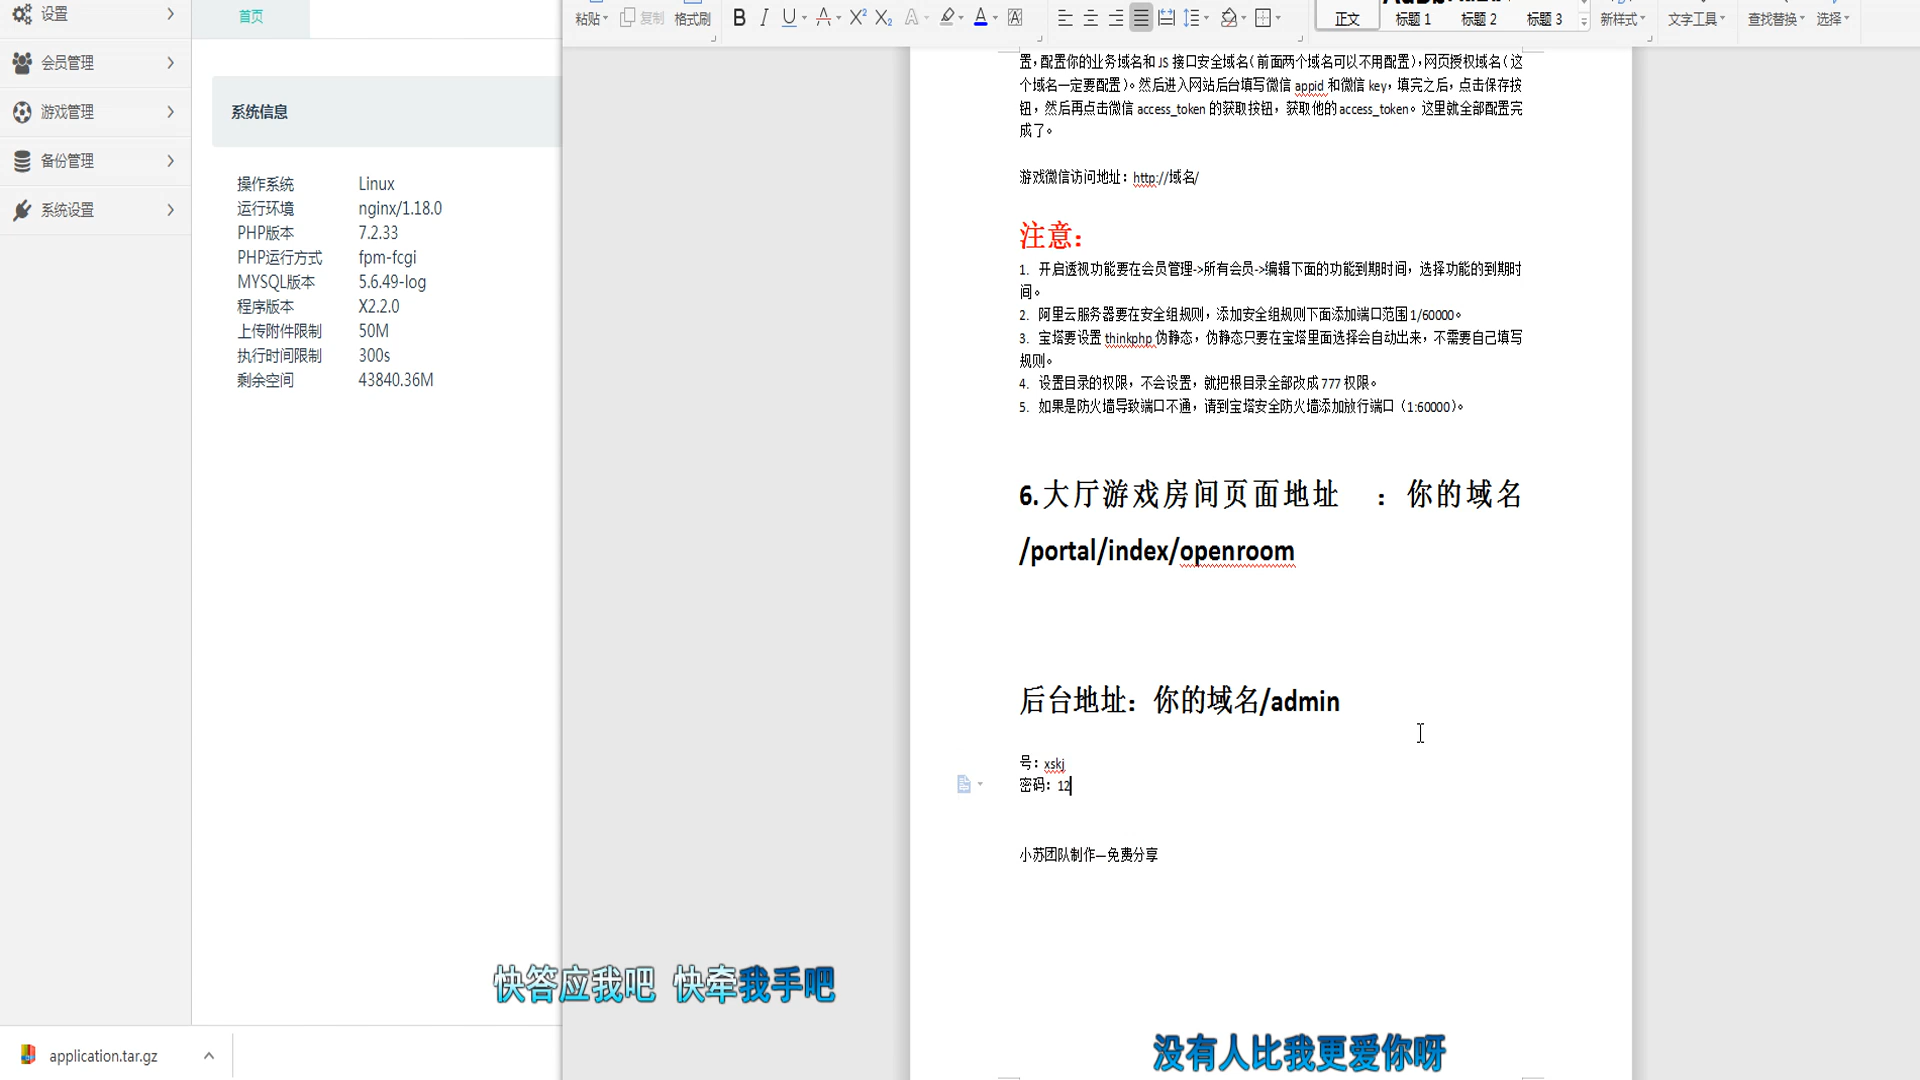 设置
会员管理
游戏管理
备份管理
系统设置
首页
系统信息
操作系统 Linux
运行环境 nginx/1.18.0
PHP版本 7.2.33
PHP运行方式 fpm-fcgi
MYSQL版本 5.6.49-log
程序版本 X2.2.0
上传附件限制 50M
执行时间限制 300s
剩余空间 43840.36M
application.tar.gz
粘贴 复制 格式刷 B I U A X² X₂ A A A 正文 标题 1 标题 2 标题 3 新样式 文字工具 查找替换 选择
置，配置你的业务域名和 JS 接口安全域名（前面两个域名可以不用配置），网页授权域名（这
个域名一定要配置）。然后进入网站后台填写微信 appid 和微信 key，填完之后，点击保存按
钮，然后再点击微信 access_token 的获取按钮，获取他的 access_token。这里就全部配置完
成了。
游戏微信访问地址：http://域名/
注意：
1. 开启透视功能要在会员管理->所有会员->编辑下面的功能到期时间，选择功能的到期时
间。
2. 阿里云服务器要在安全组规则，添加安全组规则下面添加端口范围 1/60000。
3. 宝塔要设置 thinkphp 伪静态，伪静态只要在宝塔里面选择会自动出来，不需要自己填写
规则。
4. 设置目录的权限，不会设置，就把根目录全部改成 777 权限。
5. 如果是防火墙导致端口不通，请到宝塔安全防火墙添加放行端口（1:60000）。
6.大厅游戏房间页面地址 ：你的域名
/portal/index/openroom
后台地址：你的域名/admin
号：xskj
密码：12
小苏团队制作—免费分享
快答应我吧 快牵我手吧
没有人比我更爱你呀